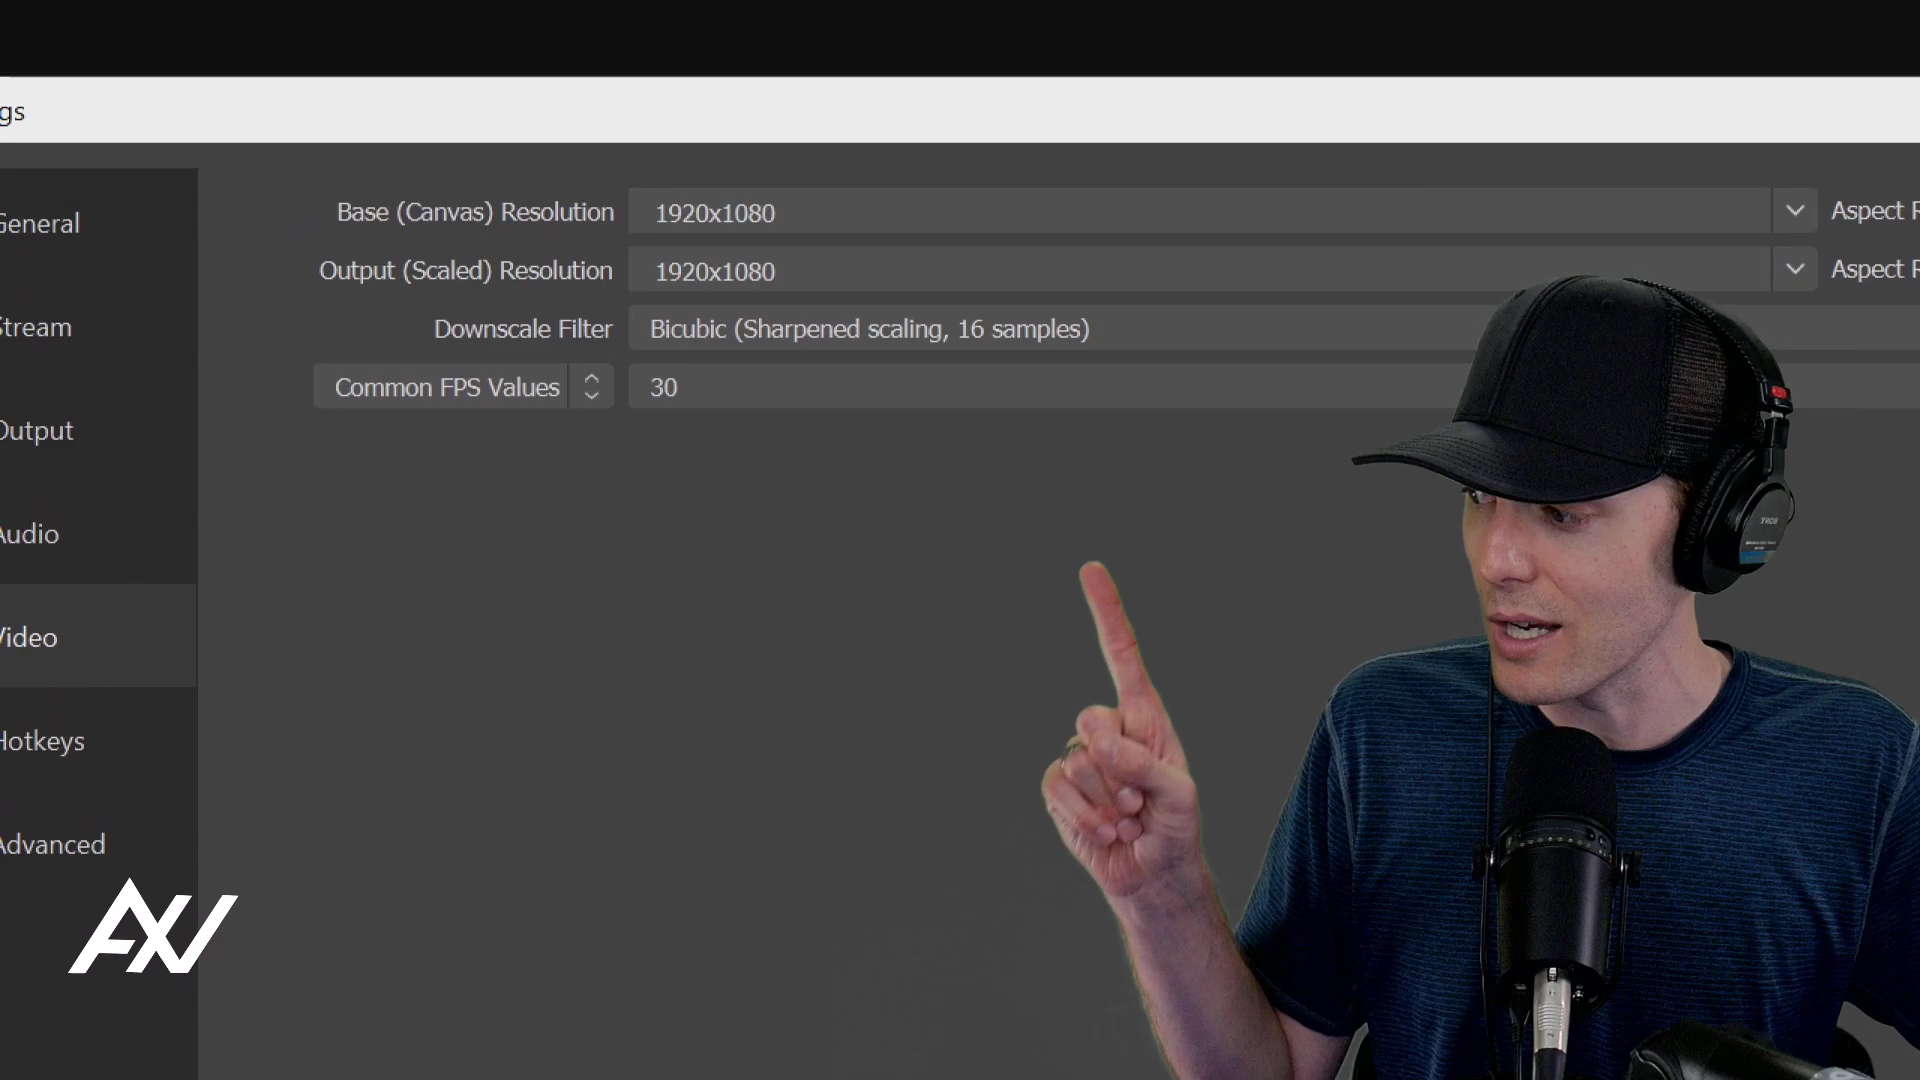 gs
General
Stream
Output
Audio
Video
Hotkeys
Advanced
Base (Canvas) Resolution 1920x1080 Aspect R
Output (Scaled) Resolution 1920x1080 Aspect R
Downscale Filter Bicubic (Sharpened scaling, 16 samples)
Common FPS Values 30
SONY